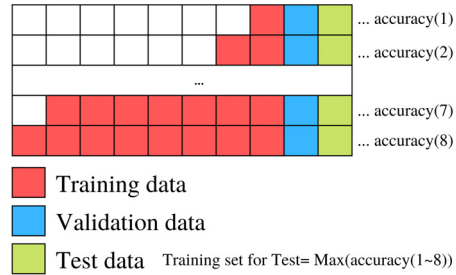 ... accuracy(1)
... accuracy(2)
...
... accuracy(7)
... accuracy(8)
Training data
Validation data
Test data Training set for Test= Max(accuracy(1~8))